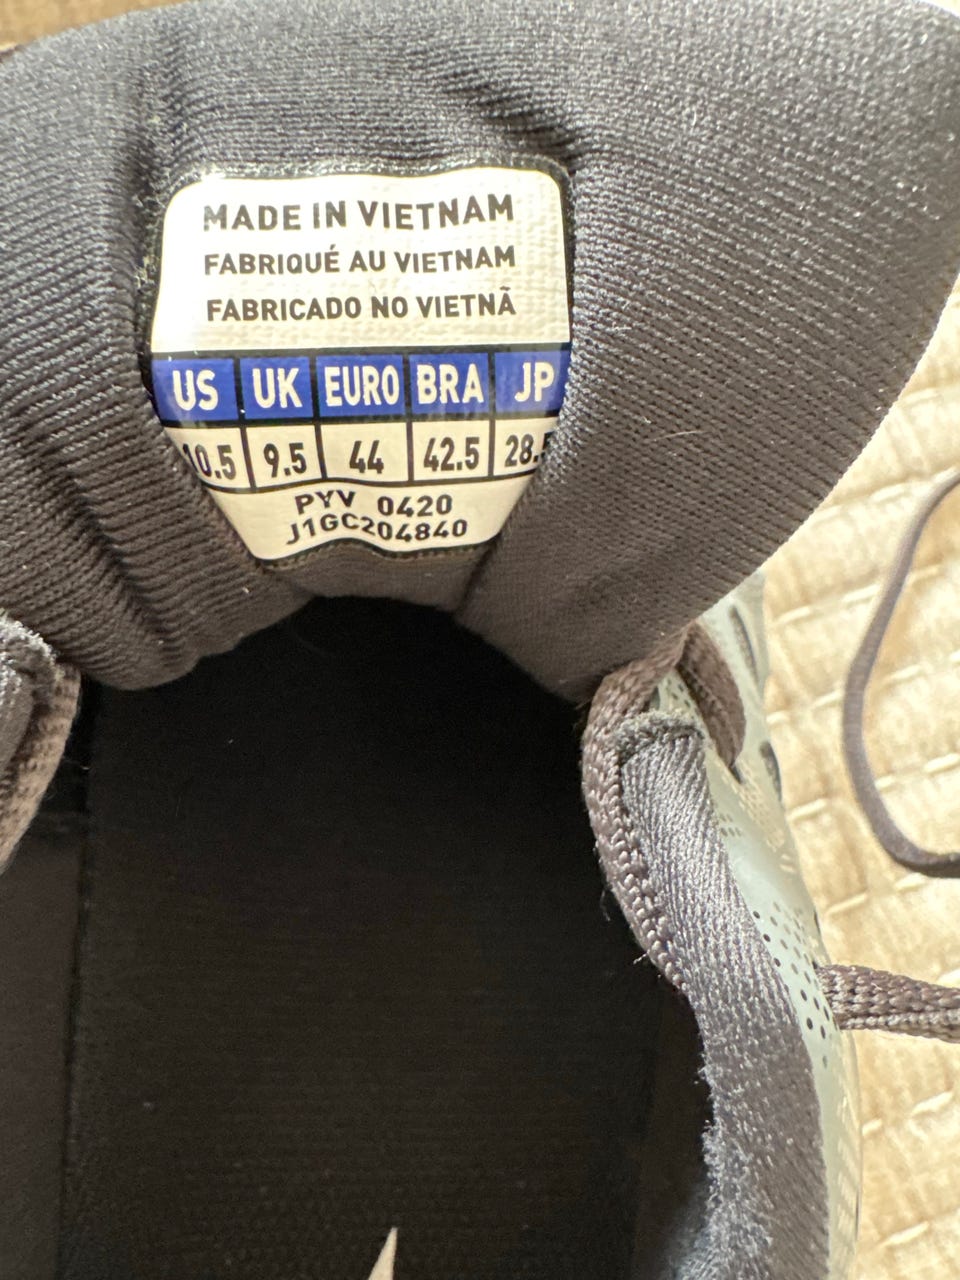 MADE IN VIETNAM
FABRIQUÉ AU VIETNAM
FABRICADO NO VIETNÃ
US UK EURO BRA JP
10.5 9.5 44 42.5 28.5
PYV 0420
J1GC204840